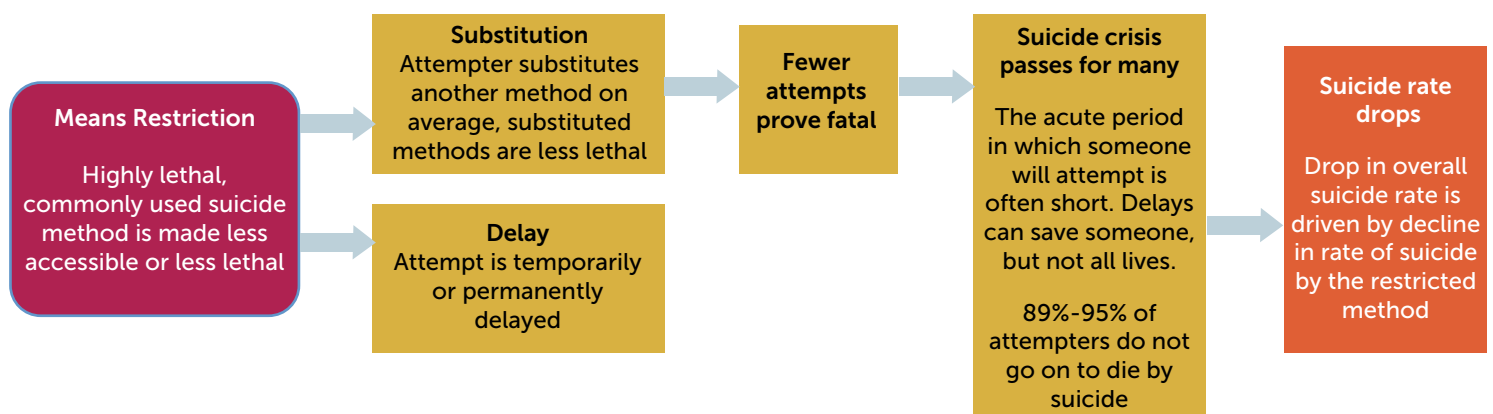 Means Restriction
Highly lethal,
commonly used suicide
method is made less
accessible or less lethal
Substitution
Attempter substitutes
another method on
average, substituted
methods are less lethal
Delay
Attempt is temporarily
or permanently
delayed
Fewer
attempts
prove fatal
Suicide crisis
passes for many
The acute period
in which someone
will attempt is
often short. Delays
can save someone,
but not all lives.
89%-95% of
attempters do not
go on to die by
suicide
Suicide rate
drops
Drop in overall
suicide rate is
driven by decline
in rate of suicide
by the restricted
method